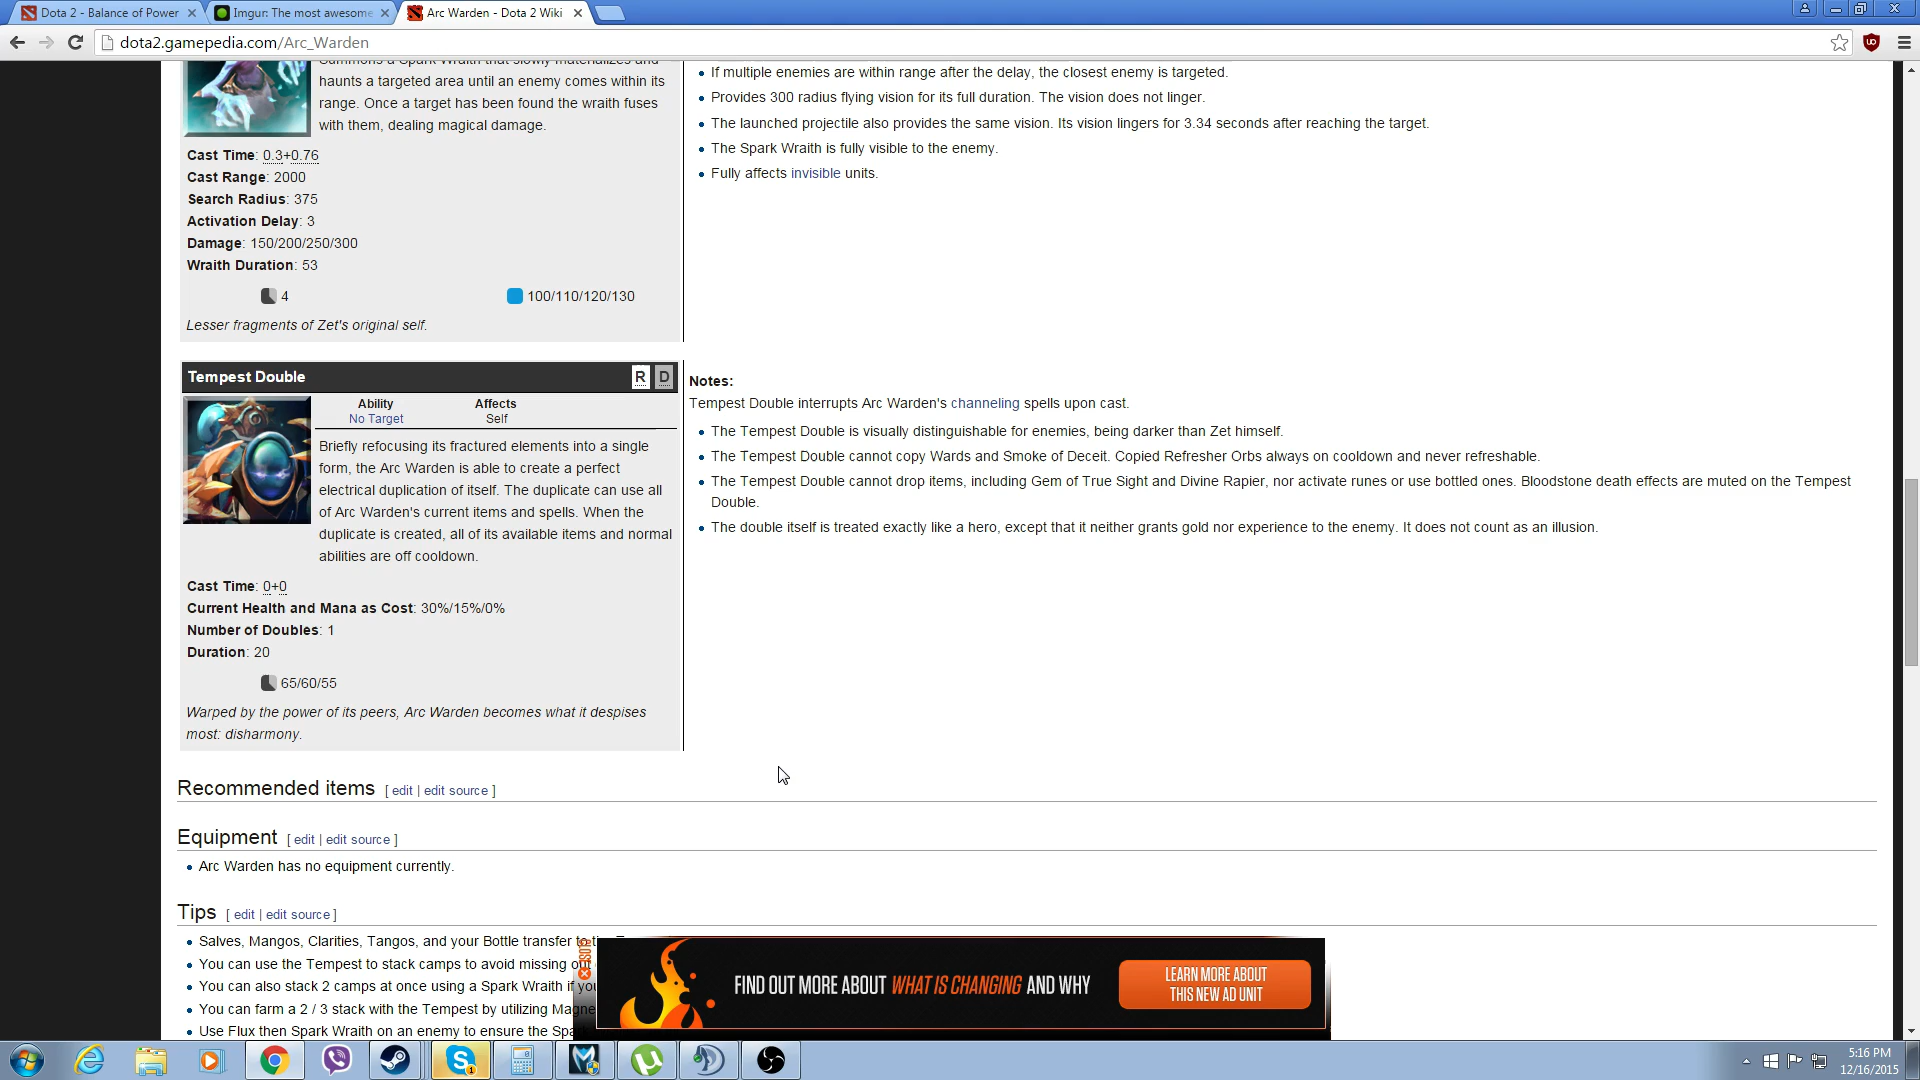 Dota 2 - Balance of Power
Imgur: The most awesome
Arc Warden - Dota 2 Wiki
dota2.gamepedia.com/Arc_Warden
Summons a Spark Wraith that slowly materializes and
haunts a targeted area until an enemy comes within its
range. Once a target has been found the wraith fuses
with them, dealing magical damage.
Cast Time: 0.3+0.76
Cast Range: 2000
Search Radius: 375
Activation Delay: 3
Damage: 150/200/250/300
Wraith Duration: 53
4
100/110/120/130
Lesser fragments of Zet's original self.
If multiple enemies are within range after the delay, the closest enemy is targeted.
Provides 300 radius flying vision for its full duration. The vision does not linger.
The launched projectile also provides the same vision. Its vision lingers for 3.34 seconds after reaching the target.
The Spark Wraith is fully visible to the enemy.
Fully affects invisible units.
Tempest Double
R D
Ability
No Target
Affects
Self
Briefly refocusing its fractured elements into a single
form, the Arc Warden is able to create a perfect
electrical duplication of itself. The duplicate can use all
of Arc Warden's current items and spells. When the
duplicate is created, all of its available items and normal
abilities are off cooldown.
Cast Time: 0+0
Current Health and Mana as Cost: 30%/15%/0%
Number of Doubles: 1
Duration: 20
65/60/55
Warped by the power of its peers, Arc Warden becomes what it despises
most: disharmony.
Notes:
Tempest Double interrupts Arc Warden's channeling spells upon cast.
The Tempest Double is visually distinguishable for enemies, being darker than Zet himself.
The Tempest Double cannot copy Wards and Smoke of Deceit. Copied Refresher Orbs always on cooldown and never refreshable.
The Tempest Double cannot drop items, including Gem of True Sight and Divine Rapier, nor activate runes or use bottled ones. Bloodstone death effects are muted on the Tempest
Double.
The double itself is treated exactly like a hero, except that it neither grants gold nor experience to the enemy. It does not count as an illusion.
Recommended items [ edit | edit source ]
Equipment [ edit | edit source ]
Arc Warden has no equipment currently.
Tips [ edit | edit source ]
Salves, Mangos, Clarities, Tangos, and your Bottle transfer
You can use the Tempest to stack camps to avoid missing out
You can also stack 2 camps at once using a Spark Wraith if you
You can farm a 2 / 3 stack with the Tempest by utilizing Magne
Use Flux then Spark Wraith on an enemy to ensure the Spa
CLOSE
FIND OUT MORE ABOUT WHAT IS CHANGING AND WHY
LEARN MORE ABOUT
THIS NEW AD UNIT
5:16 PM
12/16/2015